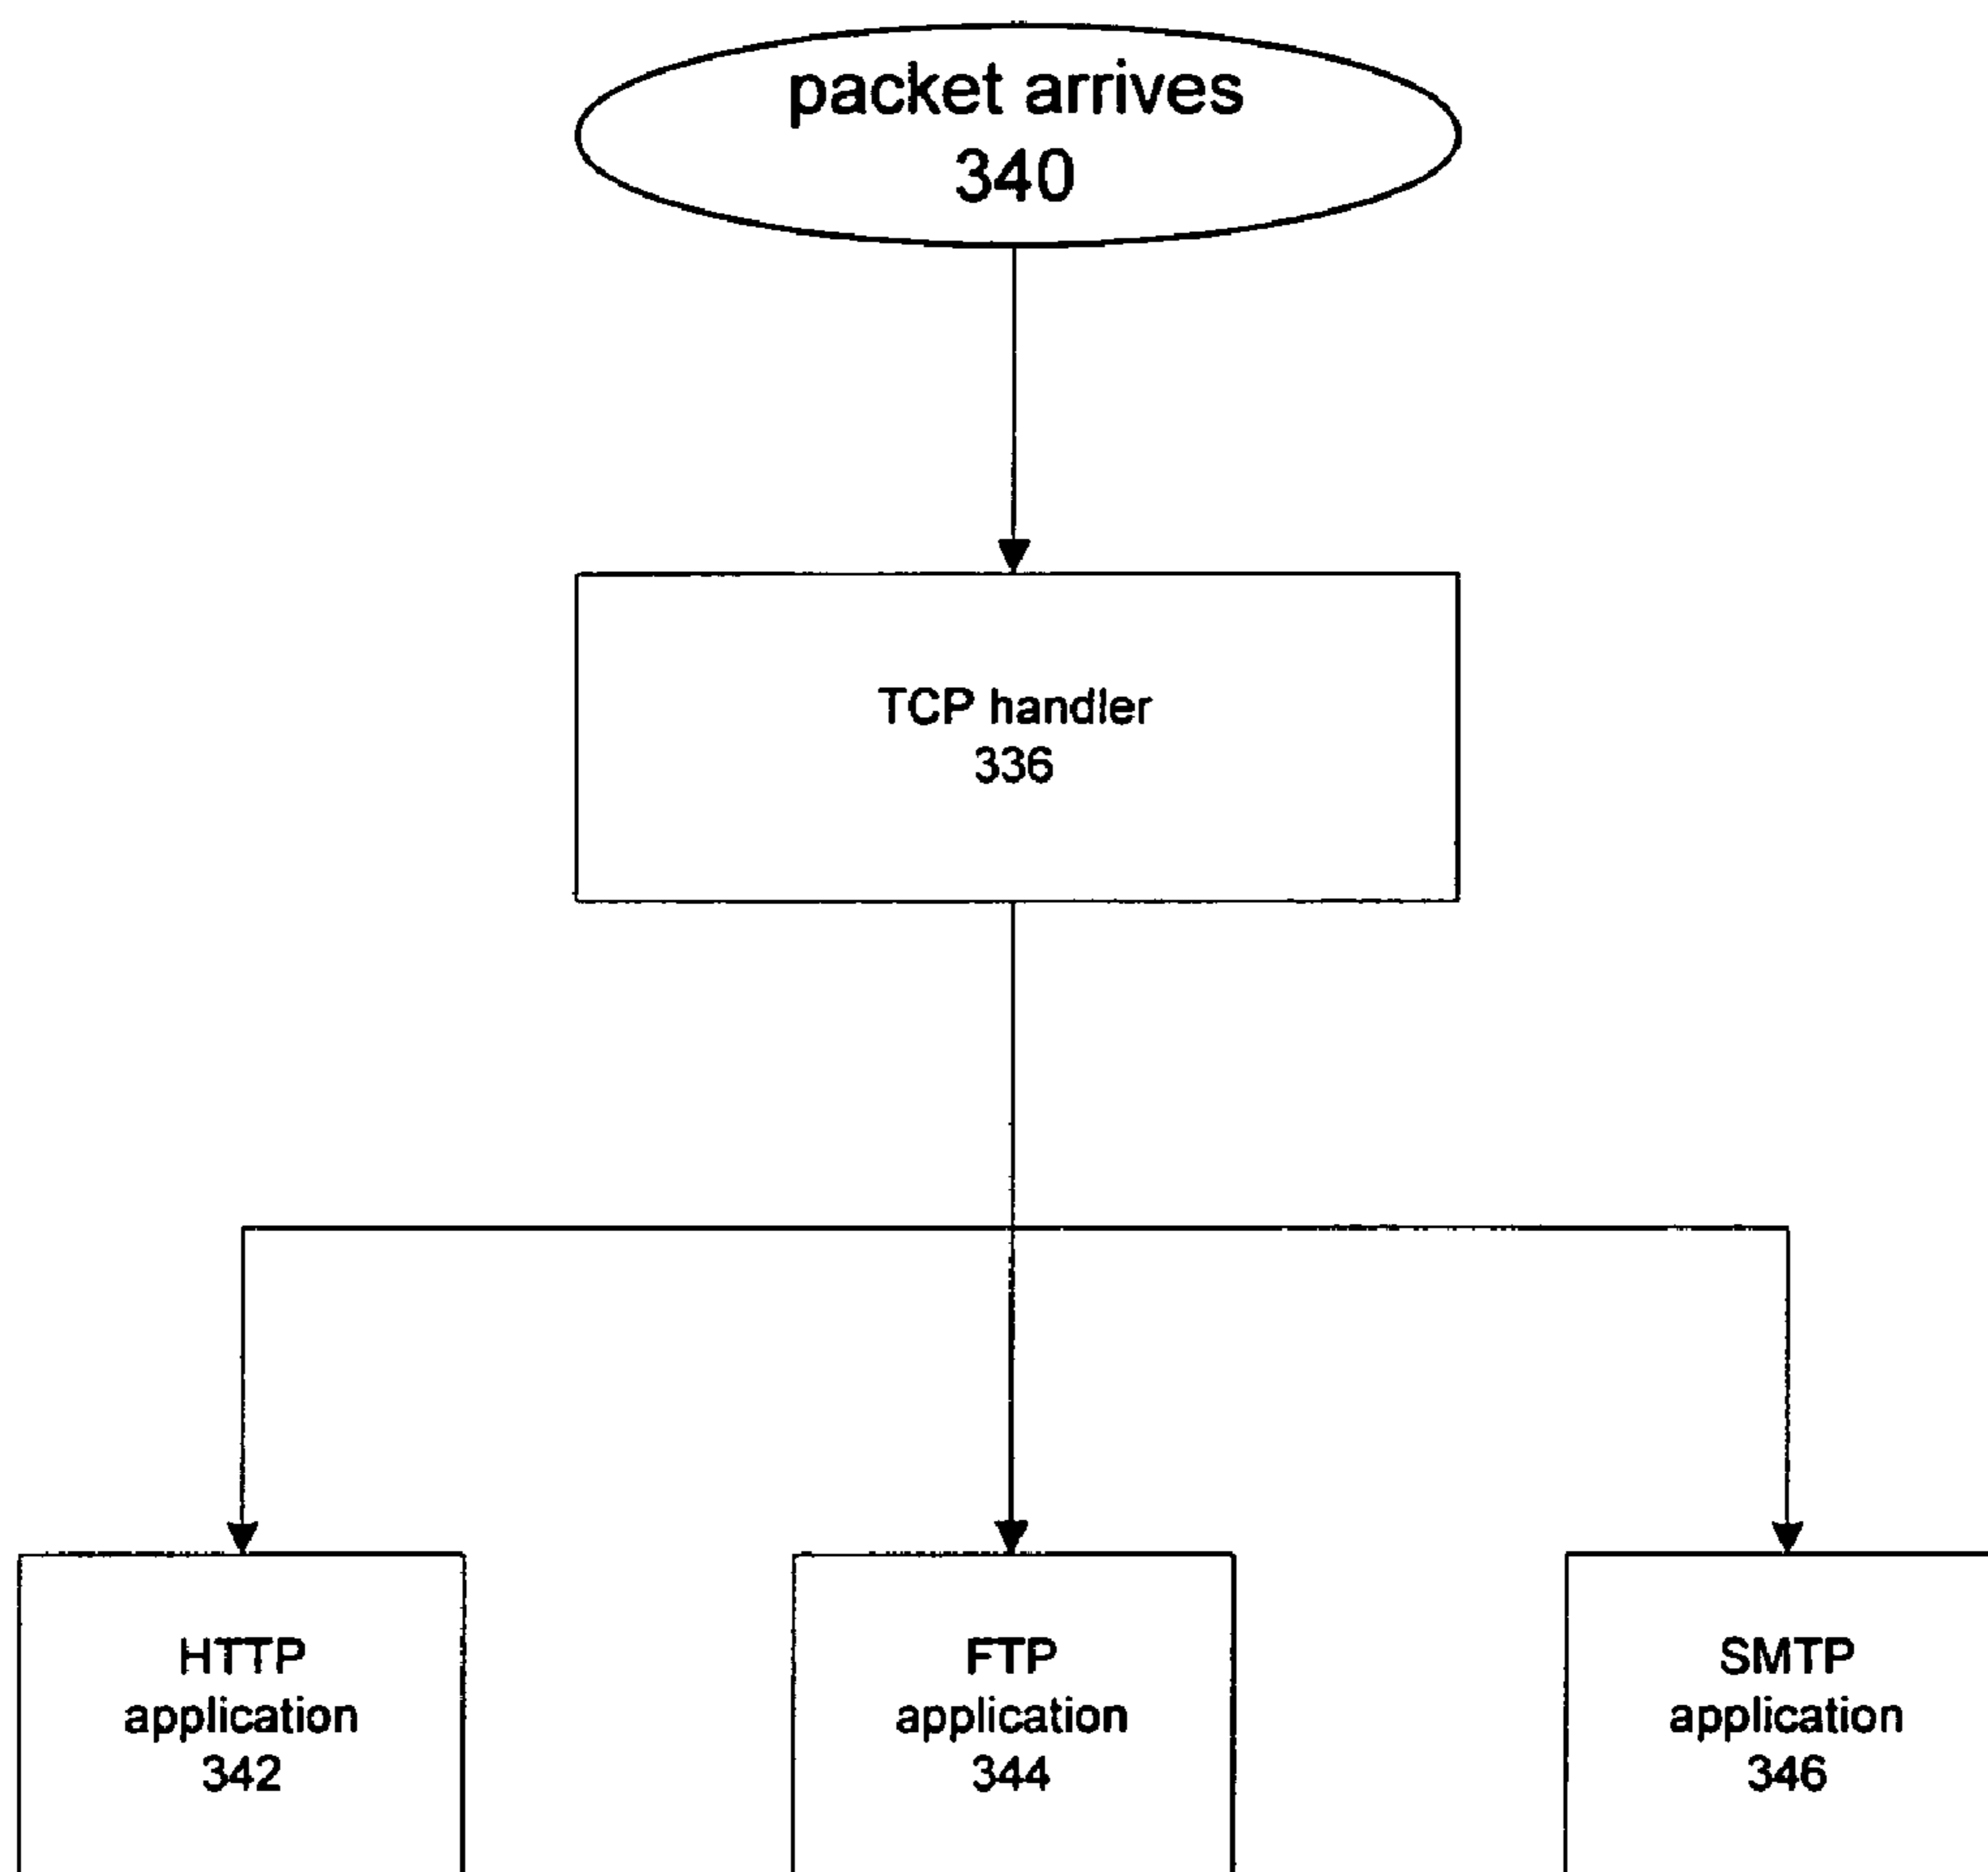 packet arrives
340
TCP handler
336
HTTP
application
342
FTP
application
344
SMTP
application
346